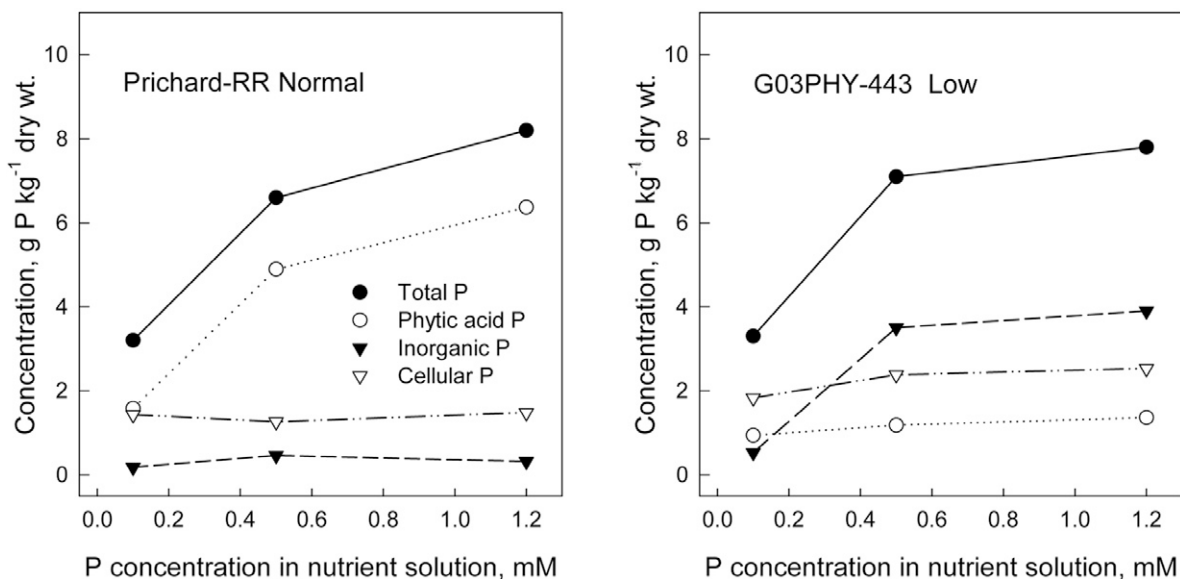 Prichard-RR Normal
Concentration, g P kg⁻¹ dry wt.
10
8
6
4
2
0
Total P
Phytic acid P
Inorganic P
Cellular P
0.0 0.2 0.4 0.6 0.8 1.0 1.2
P concentration in nutrient solution, mM
G03PHY-443 Low
Concentration, g P kg⁻¹ dry wt.
10
8
6
4
2
0
0.0 0.2 0.4 0.6 0.8 1.0 1.2
P concentration in nutrient solution, mM